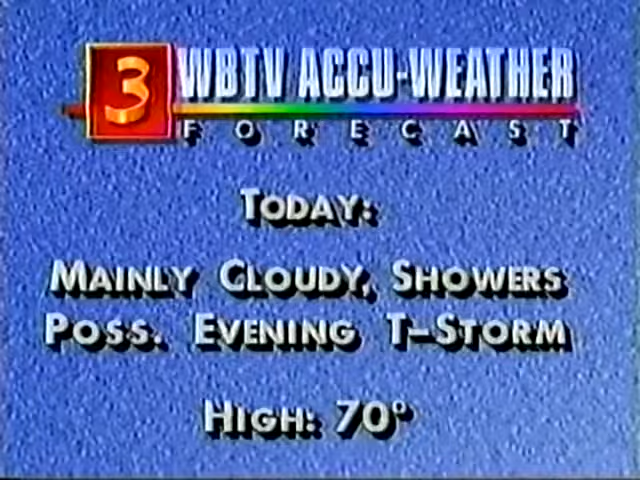 3 WBTV ACCU-WEATHER
FORECAST
TODAY:
MAINLY CLOUDY, SHOWERS
POSS. EVENING T-STORM
HIGH: 70°